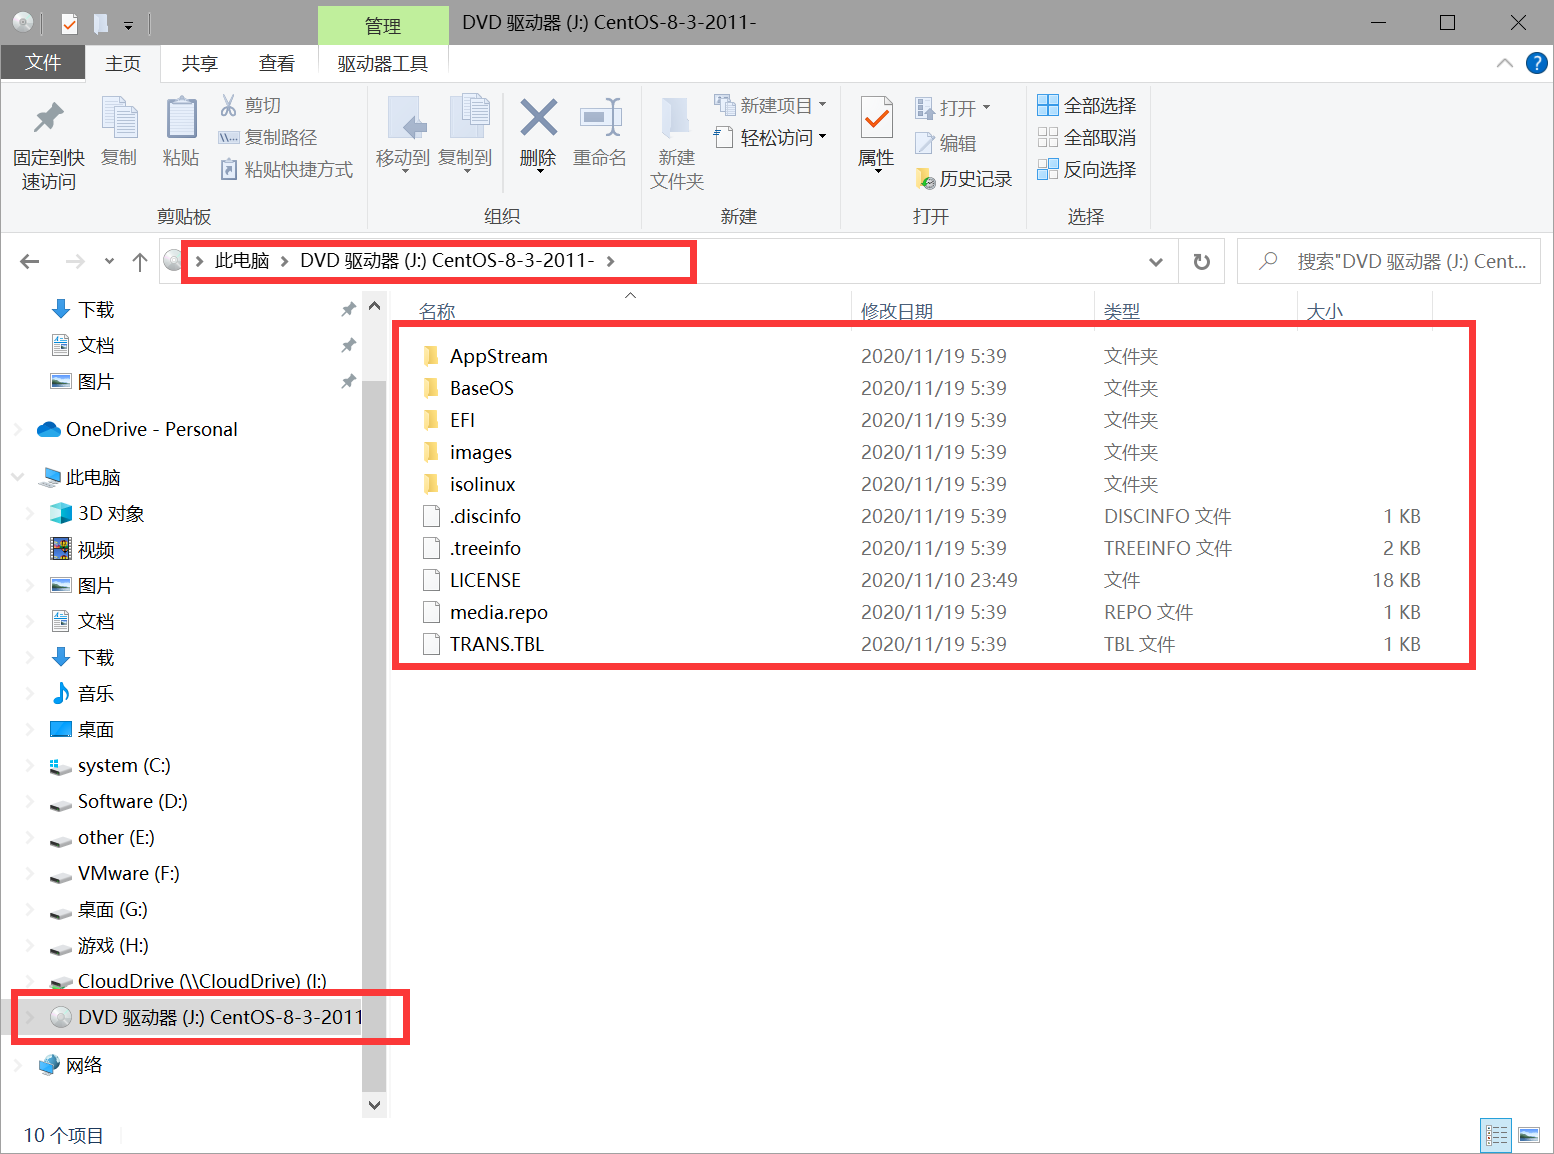 管理
DVD 驱动器 (J:) CentOS-8-3-2011-
文件 主页 共享 查看 驱动器工具
固定到快速访问
复制
粘贴
剪切
复制路径
粘贴快捷方式
剪贴板
移动到
复制到
删除
重命名
组织
新建文件夹
新建项目
轻松访问
新建
属性
打开
编辑
历史记录
打开
全部选择
全部取消
反向选择
选择
此电脑 DVD 驱动器 (J:) CentOS-8-3-2011-
搜索"DVD 驱动器 (J:) Cent...
下载
文档
图片
OneDrive - Personal
此电脑
3D 对象
视频
图片
文档
下载
音乐
桌面
system (C:)
Software (D:)
other (E:)
VMware (F:)
桌面 (G:)
游戏 (H:)
CloudDrive (\\CloudDrive) (I:)
DVD 驱动器 (J:) CentOS-8-3-2011
网络
名称 修改日期 类型 大小
AppStream 2020/11/19 5:39 文件夹
BaseOS 2020/11/19 5:39 文件夹
EFI 2020/11/19 5:39 文件夹
images 2020/11/19 5:39 文件夹
isolinux 2020/11/19 5:39 文件夹
.discinfo 2020/11/19 5:39 DISCINFO 文件 1 KB
.treeinfo 2020/11/19 5:39 TREEINFO 文件 2 KB
LICENSE 2020/11/10 23:49 文件 18 KB
media.repo 2020/11/19 5:39 REPO 文件 1 KB
TRANS.TBL 2020/11/19 5:39 TBL 文件 1 KB
10 个项目